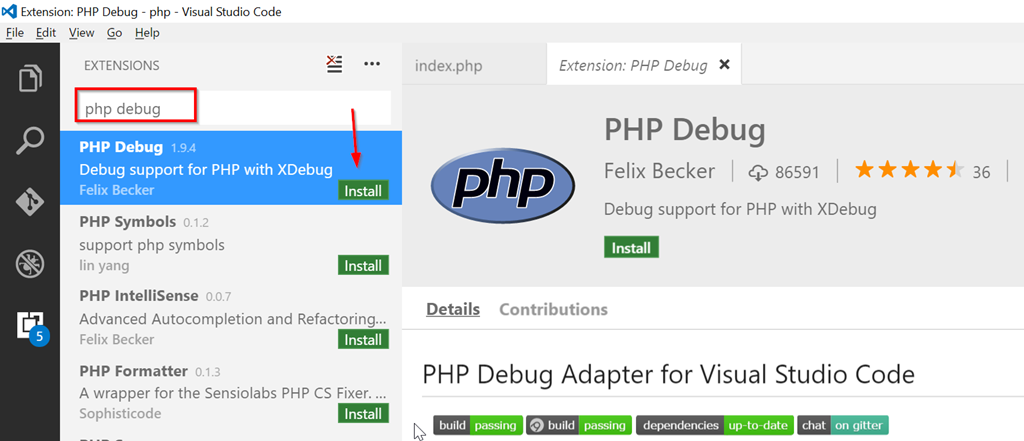 Extension: PHP Debug - php - Visual Studio Code
File Edit View Go Help
EXTENSIONS
php debug
PHP Debug 1.9.4
Debug support for PHP with XDebug
Felix Becker Install
PHP Symbols 0.1.2
support php symbols
lin yang Install
PHP IntelliSense 0.0.7
Advanced Autocompletion and Refactoring...
Felix Becker Install
PHP Formatter 0.1.3
A wrapper for the Sensiolabs PHP CS Fixer. ...
Sophisticode Install
5
index.php Extension: PHP Debug
php
PHP Debug
Felix Becker 86591 36
Debug support for PHP with XDebug
Install
Details Contributions
PHP Debug Adapter for Visual Studio Code
build passing build passing dependencies up-to-date chat on gitter